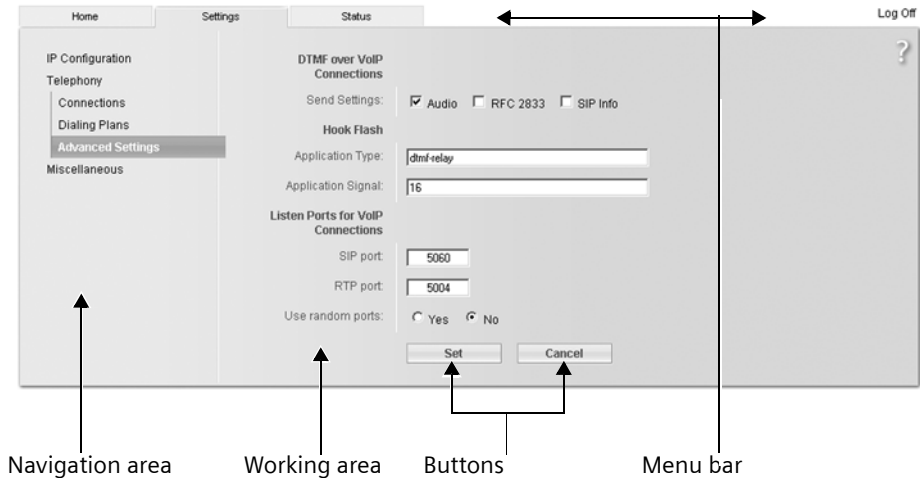 Home Settings Status Log Off
?
IP Configuration
Telephony
Connections
Dialing Plans
Advanced Settings
Miscellaneous
DTMF over VoIP
Connections
Send Settings: Audio RFC 2833 SIP Info
Hook Flash
Application Type: dtmf-relay
Application Signal: 16
Listen Ports for VoIP
Connections
SIP port: 5060
RTP port: 5004
Use random ports: Yes No
Set Cancel
Navigation area Working area Buttons Menu bar